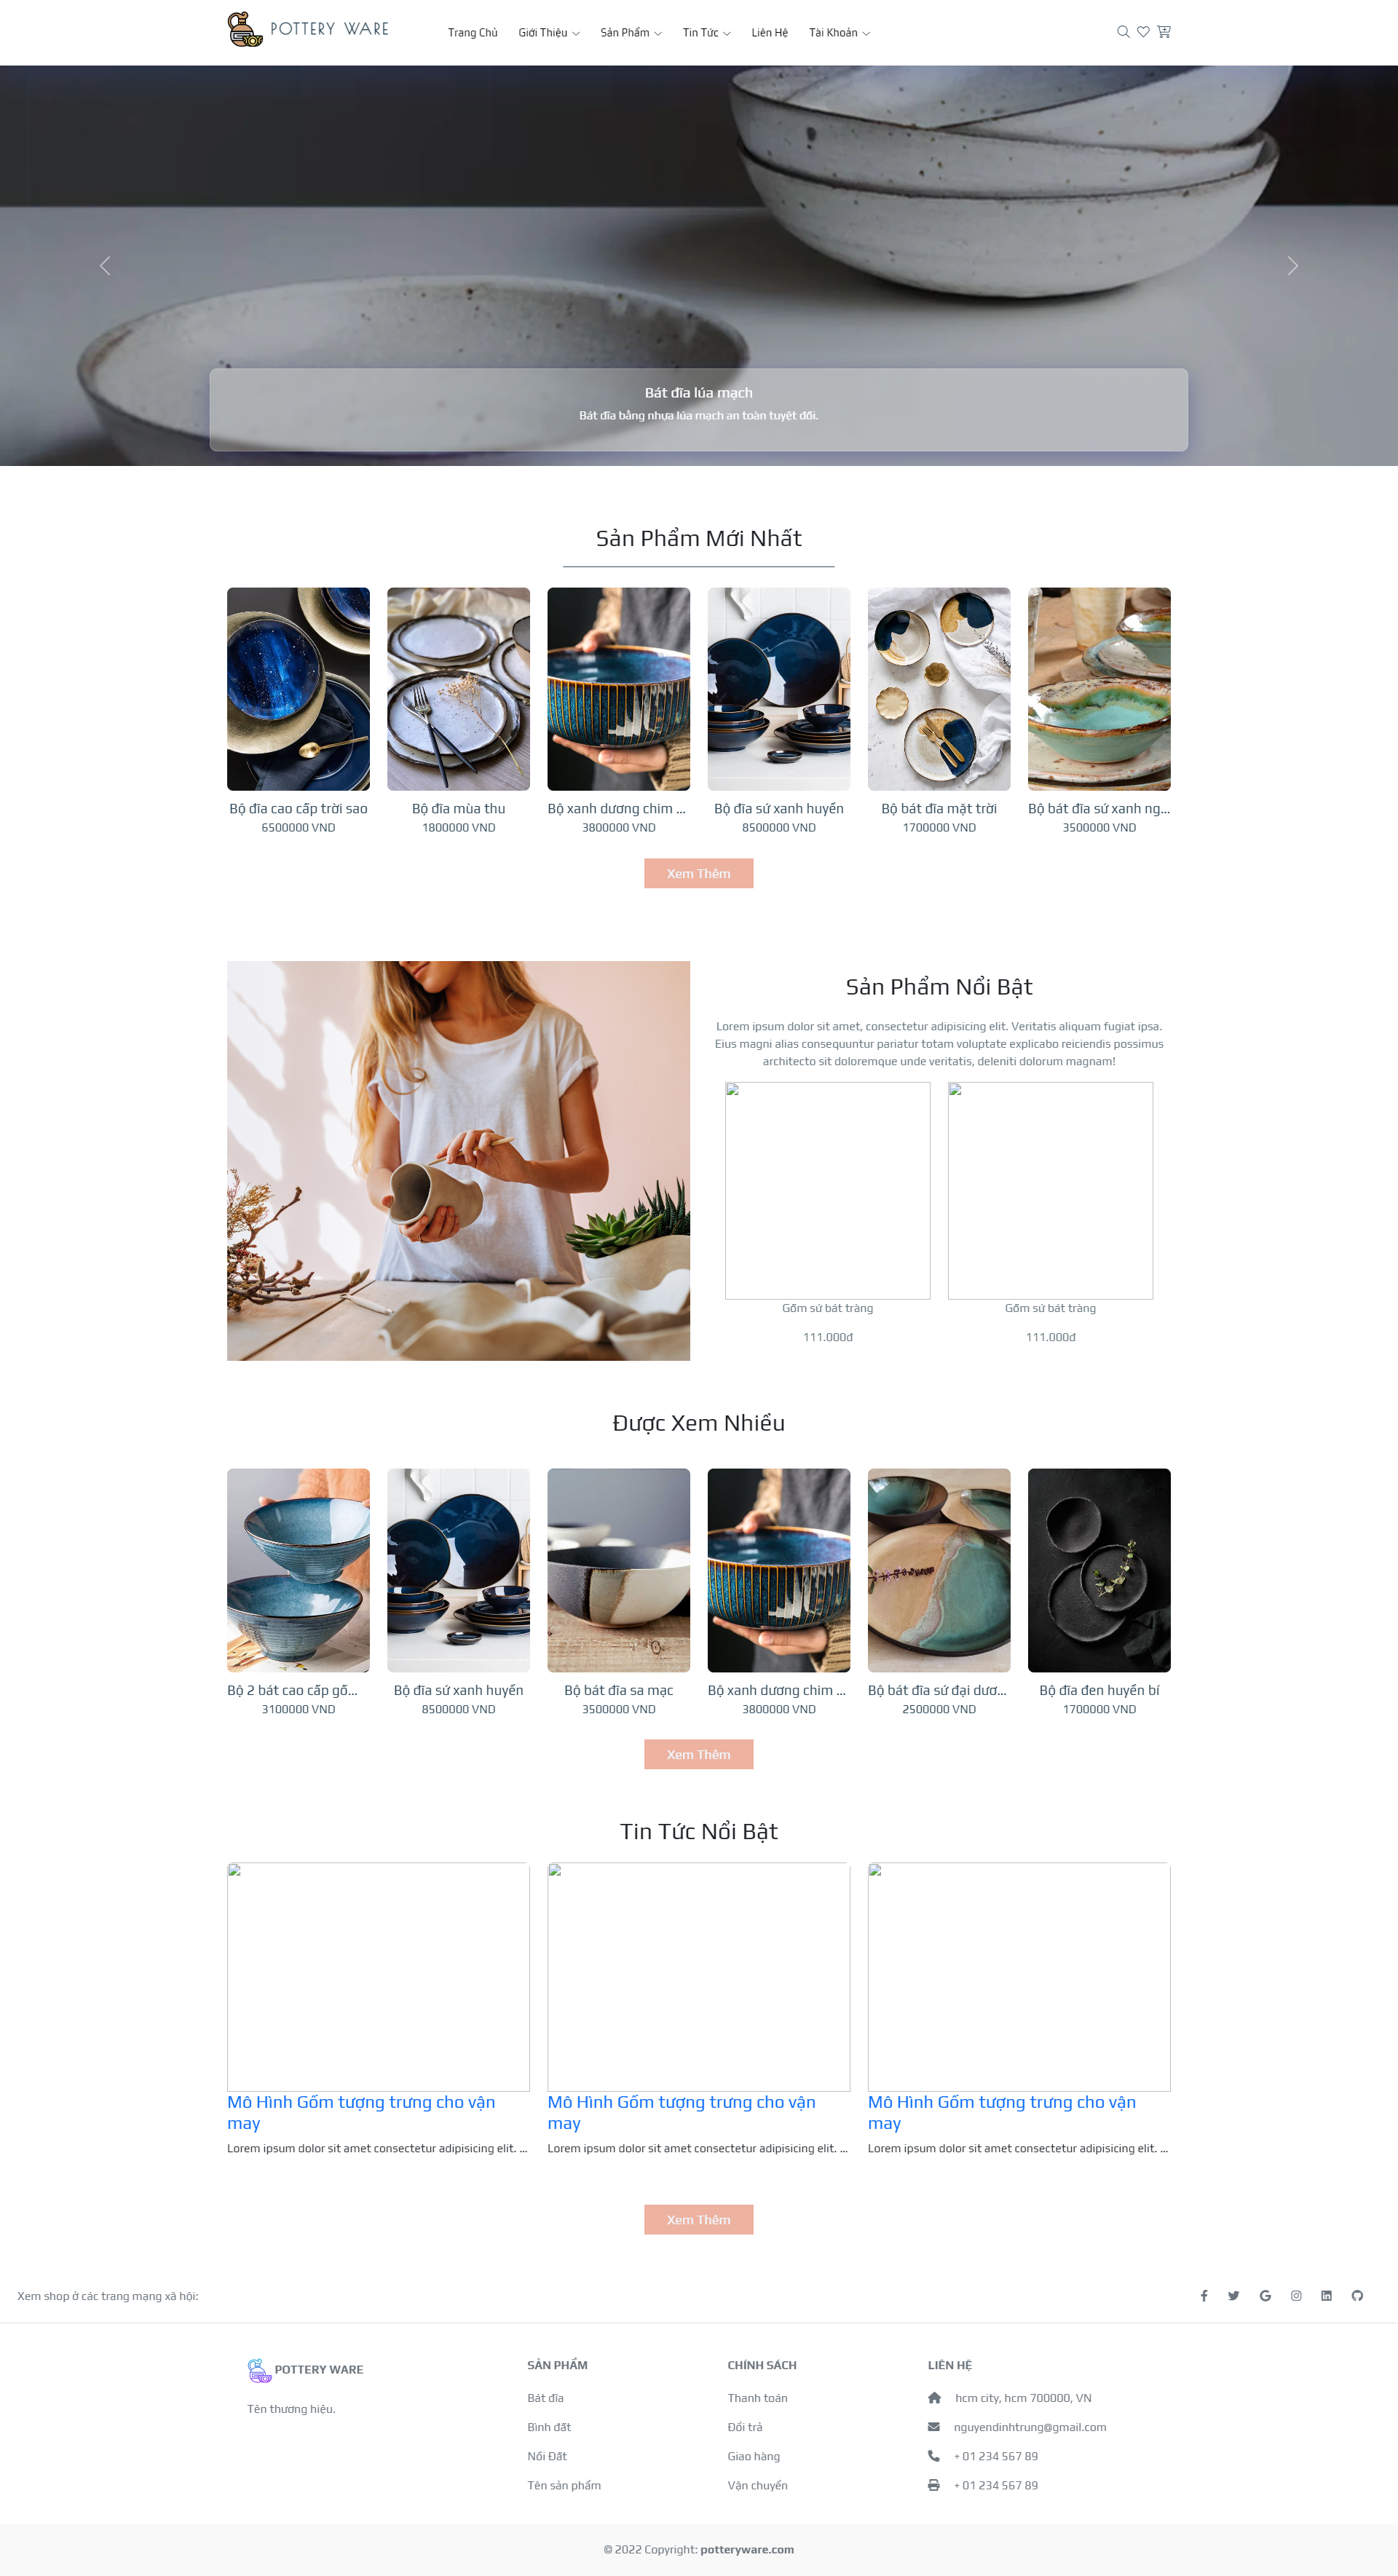 POTTERY WARE
Trang Chủ
Giới Thiệu
Sản Phẩm
Tin Tức
Liên Hệ
Tài Khoản
Bát đĩa lúa mạch
Bát đĩa bằng nhựa lúa mạch an toàn tuyệt đối.
Sản Phẩm Mới Nhất
Bộ đĩa cao cấp trời sao
6500000 VND
Bộ đĩa mùa thu
1800000 VND
Bộ xanh dương chim ...
3800000 VND
Bộ đĩa sứ xanh huyền
8500000 VND
Bộ bát đĩa mặt trời
1700000 VND
Bộ bát đĩa sứ xanh ng...
3500000 VND
Xem Thêm
Sản Phẩm Nổi Bật
Lorem ipsum dolor sit amet, consectetur adipisicing elit. Veritatis aliquam fugiat ipsa.
Eius magni alias consequuntur pariatur totam voluptate explicabo reiciendis possimus
architecto sit doloremque unde veritatis, deleniti dolorum magnam!
Gốm sứ bát tràng
111.000đ
Gốm sứ bát tràng
111.000đ
Được Xem Nhiều
Bộ 2 bát cao cấp gố...
3100000 VND
Bộ đĩa sứ xanh huyền
8500000 VND
Bộ bát đĩa sa mạc
3500000 VND
Bộ xanh dương chim ...
3800000 VND
Bộ bát đĩa sứ đại dươ...
2500000 VND
Bộ đĩa đen huyền bí
1700000 VND
Xem Thêm
Tin Tức Nổi Bật
Mô Hình Gốm tượng trưng cho vận
may
Lorem ipsum dolor sit amet consectetur adipisicing elit. ...
Mô Hình Gốm tượng trưng cho vận
may
Lorem ipsum dolor sit amet consectetur adipisicing elit. ...
Mô Hình Gốm tượng trưng cho vận
may
Lorem ipsum dolor sit amet consectetur adipisicing elit. ...
Xem Thêm
Xem shop ở các trang mạng xã hội:
POTTERY WARE
Tên thương hiệu.
SẢN PHẨM
Bát đĩa
Bình đất
Nồi Đất
Tên sản phẩm
CHÍNH SÁCH
Thanh toán
Đổi trả
Giao hàng
Vận chuyển
LIÊN HỆ
hcm city, hcm 700000, VN
nguyendinhtrung@gmail.com
+ 01 234 567 89
+ 01 234 567 89
© 2022 Copyright: potteryware.com